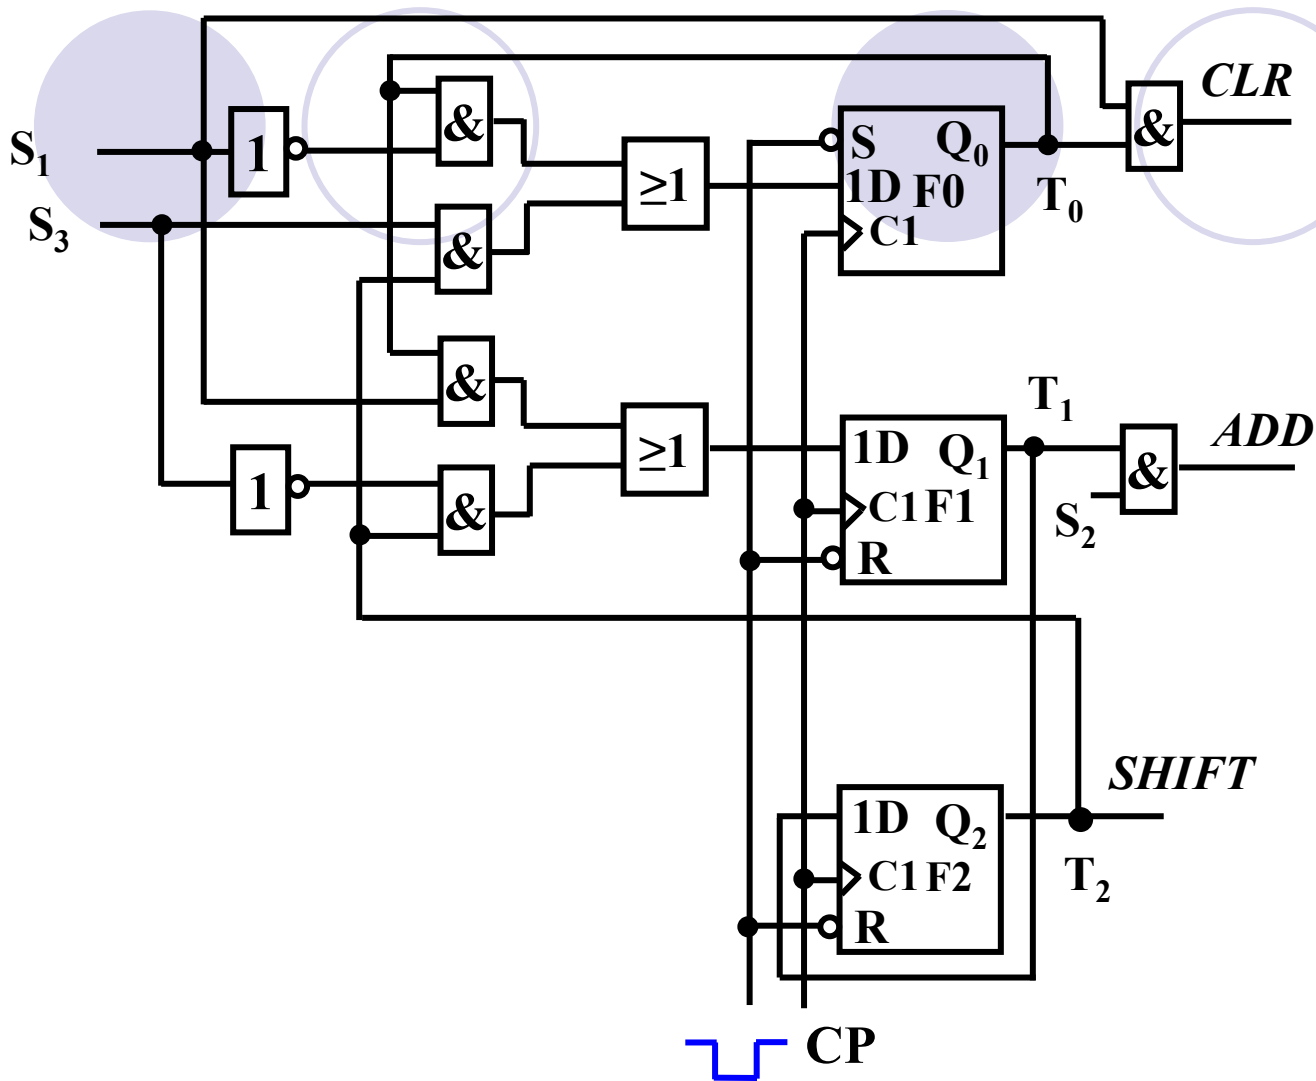 CLR
S₁
1
&
≥1
S Q₀
1D F0
C1
&
T₀
S₃
&
&
≥1
T₁
1D Q₁
C1 F1
R
&
ADD
S₂
1
&
SHIFT
1D Q₂
C1 F2
R
T₂
CP